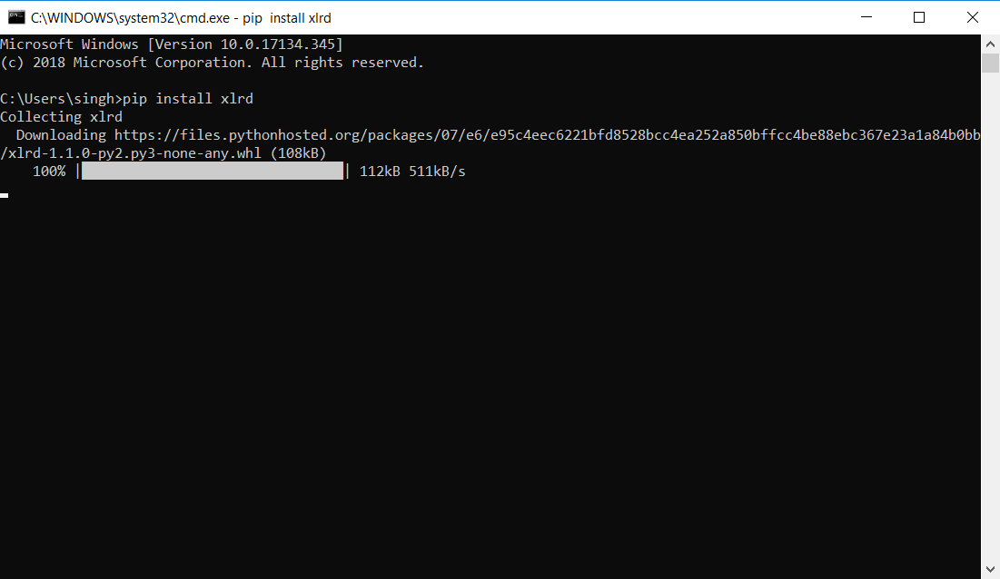 C:\WINDOWS\system32\cmd.exe - pip  install xlrd
Microsoft Windows [Version 10.0.17134.345]
(c) 2018 Microsoft Corporation. All rights reserved.
C:\Users\singh>pip install xlrd
Collecting xlrd
  Downloading https://files.pythonhosted.org/packages/07/e6/e95c4eec6221bfd8528bcc4ea252a850bffcc4be88ebc367e23a1a84b0bb
/xlrd-1.1.0-py2.py3-none-any.whl (108kB)
    100% |████████████████████████████████| 112kB 511kB/s